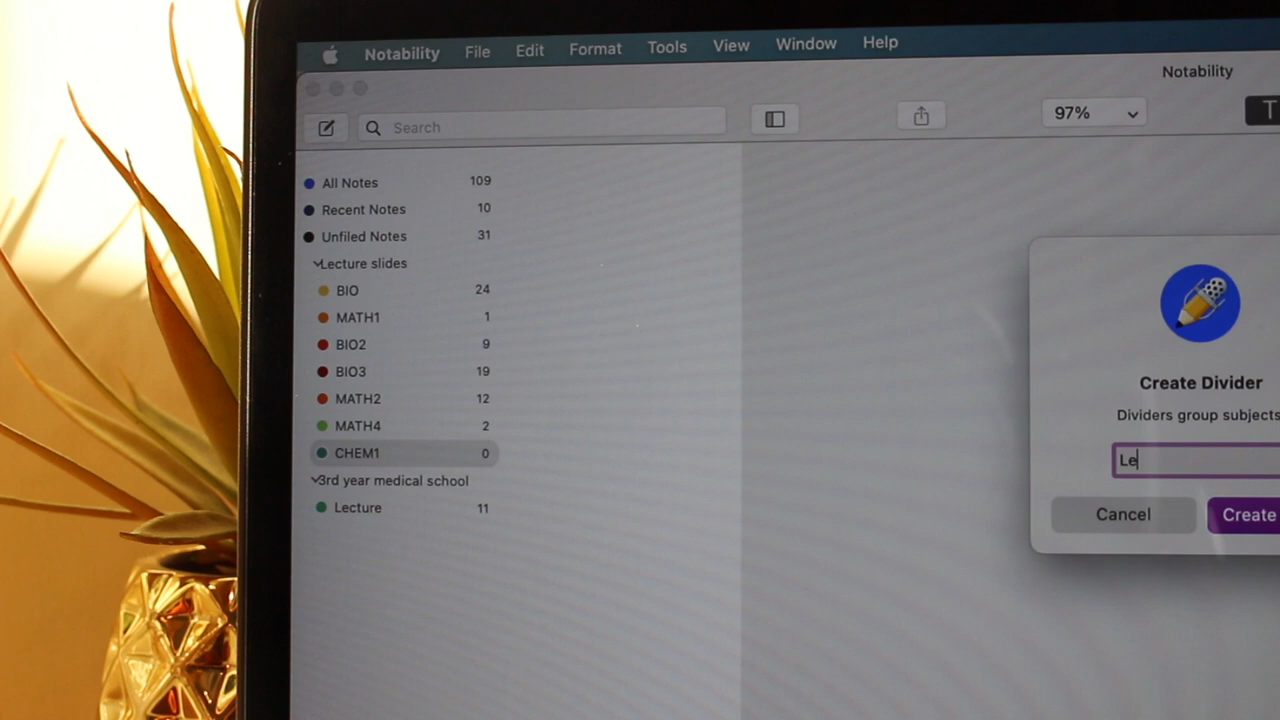 Notability File Edit Format Tools View Window Help
Notability
Search
97%
T
All Notes 109
Recent Notes 10
Unfiled Notes 31
Lecture slides
BIO 24
MATH1 1
BIO2 9
BIO3 19
MATH2 12
MATH4 2
CHEM1 0
3rd year medical school
Lecture 11
Create Divider
Dividers group subjects
Le
Cancel Create